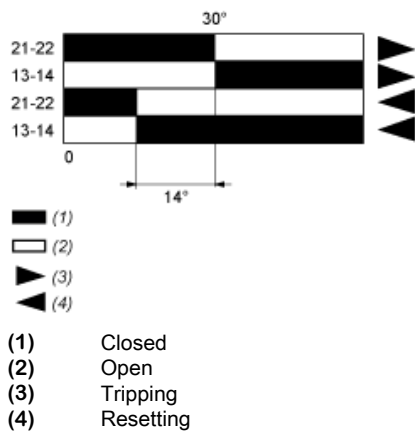 30°
21-22
13-14
21-22
13-14
0
14°
(1)
(2)
(3)
(4)
(1) Closed
(2) Open
(3) Tripping
(4) Resetting